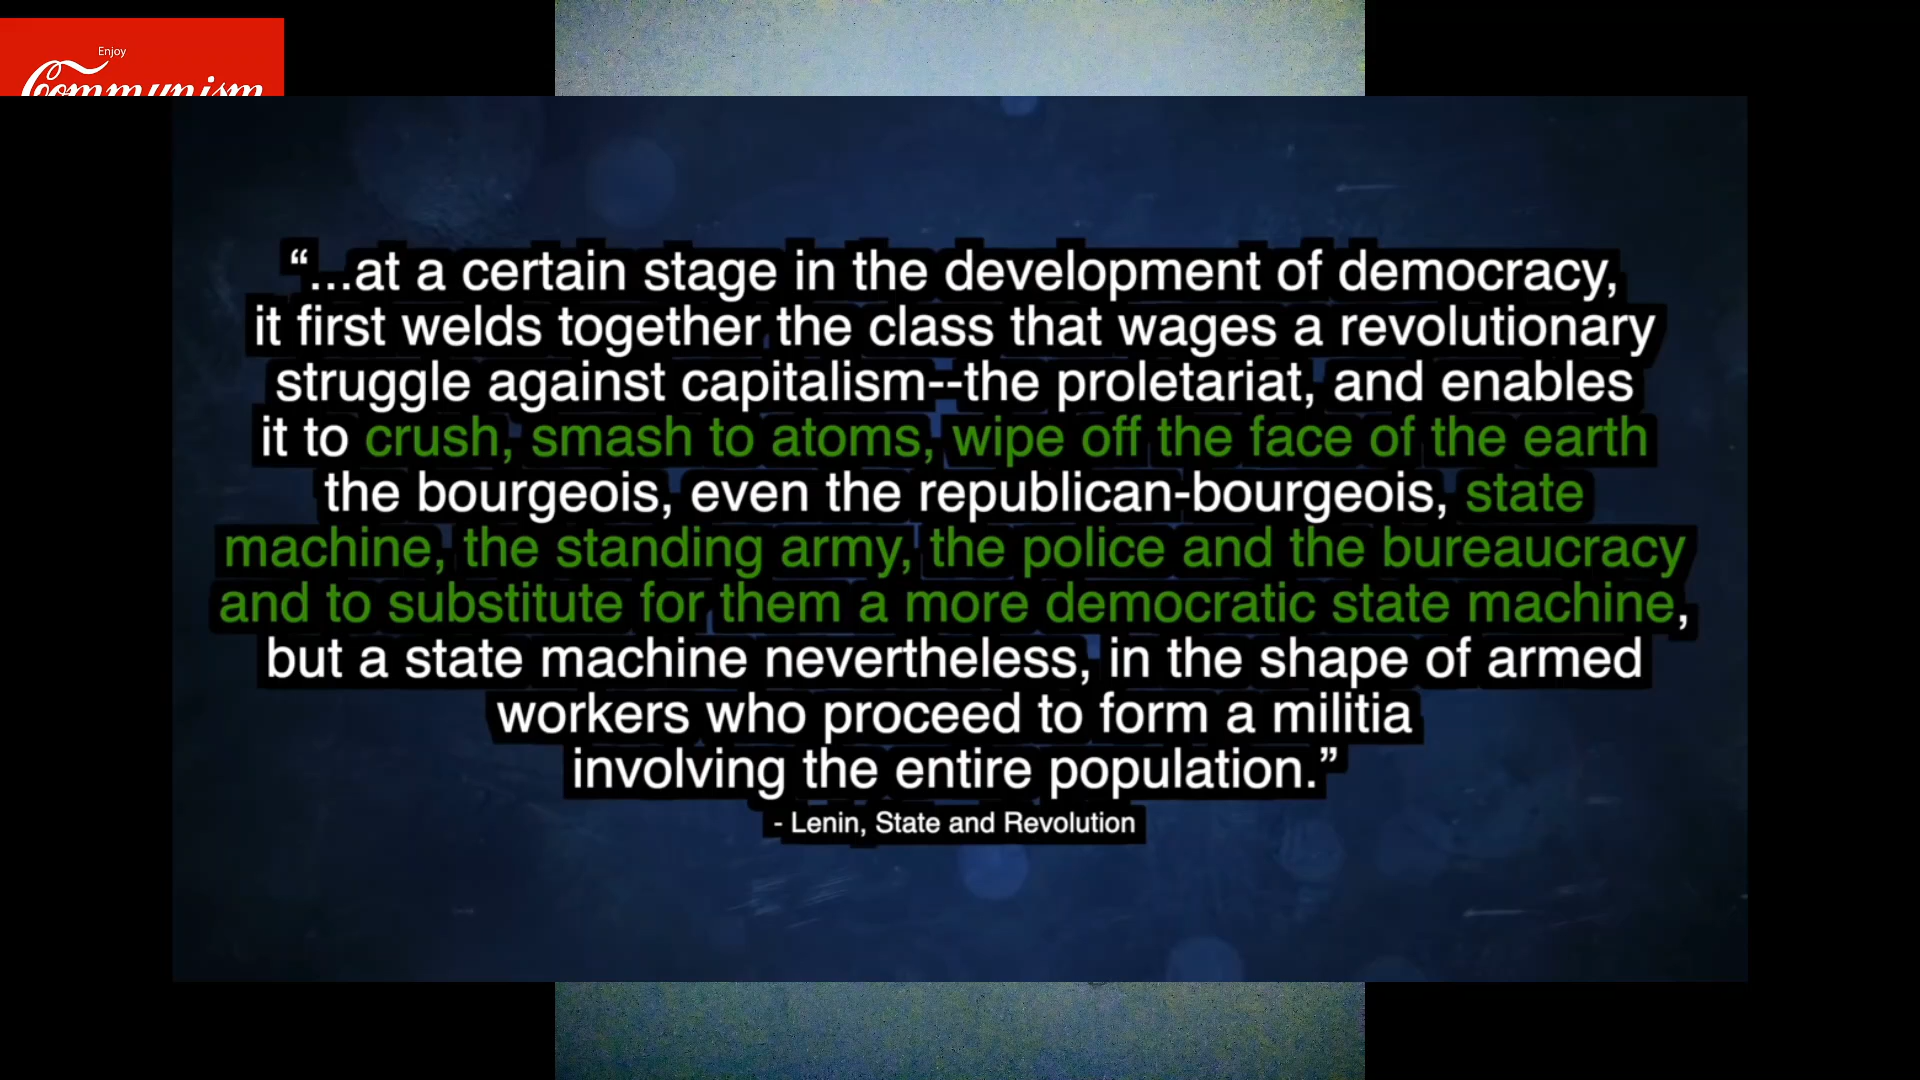 Enjoy
Communism
“...at a certain stage in the development of democracy,
it first welds together the class that wages a revolutionary
struggle against capitalism--the proletariat, and enables
it to crush, smash to atoms, wipe off the face of the earth
the bourgeois, even the republican-bourgeois, state
machine, the standing army, the police and the bureaucracy
and to substitute for them a more democratic state machine,
but a state machine nevertheless, in the shape of armed
workers who proceed to form a militia
involving the entire population.”
- Lenin, State and Revolution